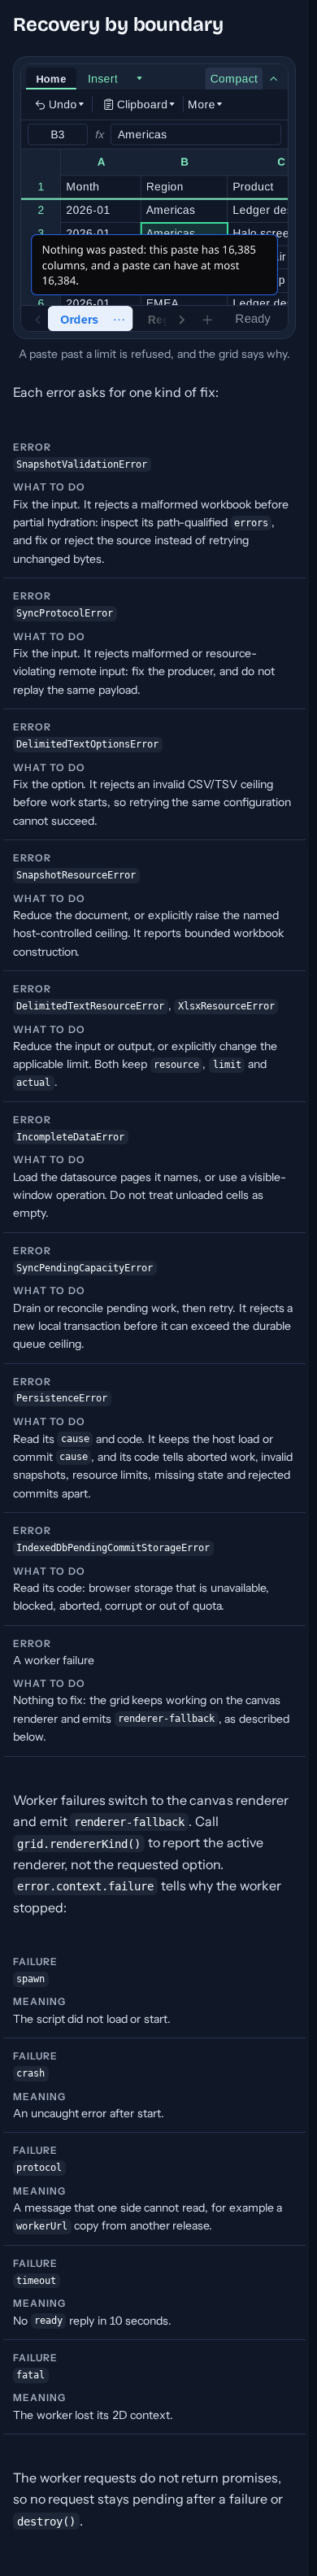 Recovery by boundary
Home Insert Compact
Undo Clipboard More
B3 fx Americas
A B C
1 Month Region Product
2 2026-01 Americas Ledger
3 2026-01 Americas
Nothing was pasted: this paste has 16,385
columns, and a paste can have at most
16,384.
6 2026-01 EMEA Ledger
Orders Ready
A paste past a limit is refused, and the grid says why.
Each error asks for one kind of fix:
ERROR
SnapshotValidationError
WHAT TO DO
Fix the input. It rejects a malformed workbook before
partial hydration: inspect its path-qualified errors,
and fix or reject the source instead of retrying
unchanged bytes.
ERROR
SyncProtocolError
WHAT TO DO
Fix the input. It rejects malformed or resource-
violating remote input: fix the producer, and do not
replay the same payload.
ERROR
DelimitedTextOptionsError
WHAT TO DO
Fix the option. It rejects an invalid CSV/TSV ceiling
before work starts, so retrying the same configuration
cannot succeed.
ERROR
SnapshotResourceError
WHAT TO DO
Reduce the document, or explicitly raise the named
host-controlled ceiling. It reports bounded workbook
construction.
ERROR
DelimitedTextResourceError, XlsxResourceError
WHAT TO DO
Reduce the input or output, or explicitly change the
applicable limit. Both keep resource, limit and
actual.
ERROR
IncompleteDataError
WHAT TO DO
Load the datasource pages it names, or use a visible-
window operation. Do not treat unloaded cells as
empty.
ERROR
SyncPendingCapacityError
WHAT TO DO
Drain or reconcile pending work, then retry. It rejects a
new local transaction before it can exceed the durable
queue ceiling.
ERROR
PersistenceError
WHAT TO DO
Read its cause and code. It keeps the host load or
commit cause, and its code tells aborted work, invalid
snapshots, resource limits, missing state and rejected
commits apart.
ERROR
IndexedDbPendingCommitStorageError
WHAT TO DO
Read its code: browser storage that is unavailable,
blocked, aborted, corrupt or out of quota.
ERROR
A worker failure
WHAT TO DO
Nothing to fix: the grid keeps working on the canvas
renderer and emits renderer-fallback, as described
below.
Worker failures switch to the canvas renderer
and emit renderer-fallback. Call
grid.rendererKind() to report the active
renderer, not the requested option.
error.context.failure tells why the worker
stopped:
FAILURE
spawn
MEANING
The script did not load or start.
FAILURE
crash
MEANING
An uncaught error after start.
FAILURE
protocol
MEANING
A message that one side cannot read, for example a
workerUrl copy from another release.
FAILURE
timeout
MEANING
No ready reply in 10 seconds.
FAILURE
fatal
MEANING
The worker lost its 2D context.
The worker requests do not return promises,
so no request stays pending after a failure or
destroy().